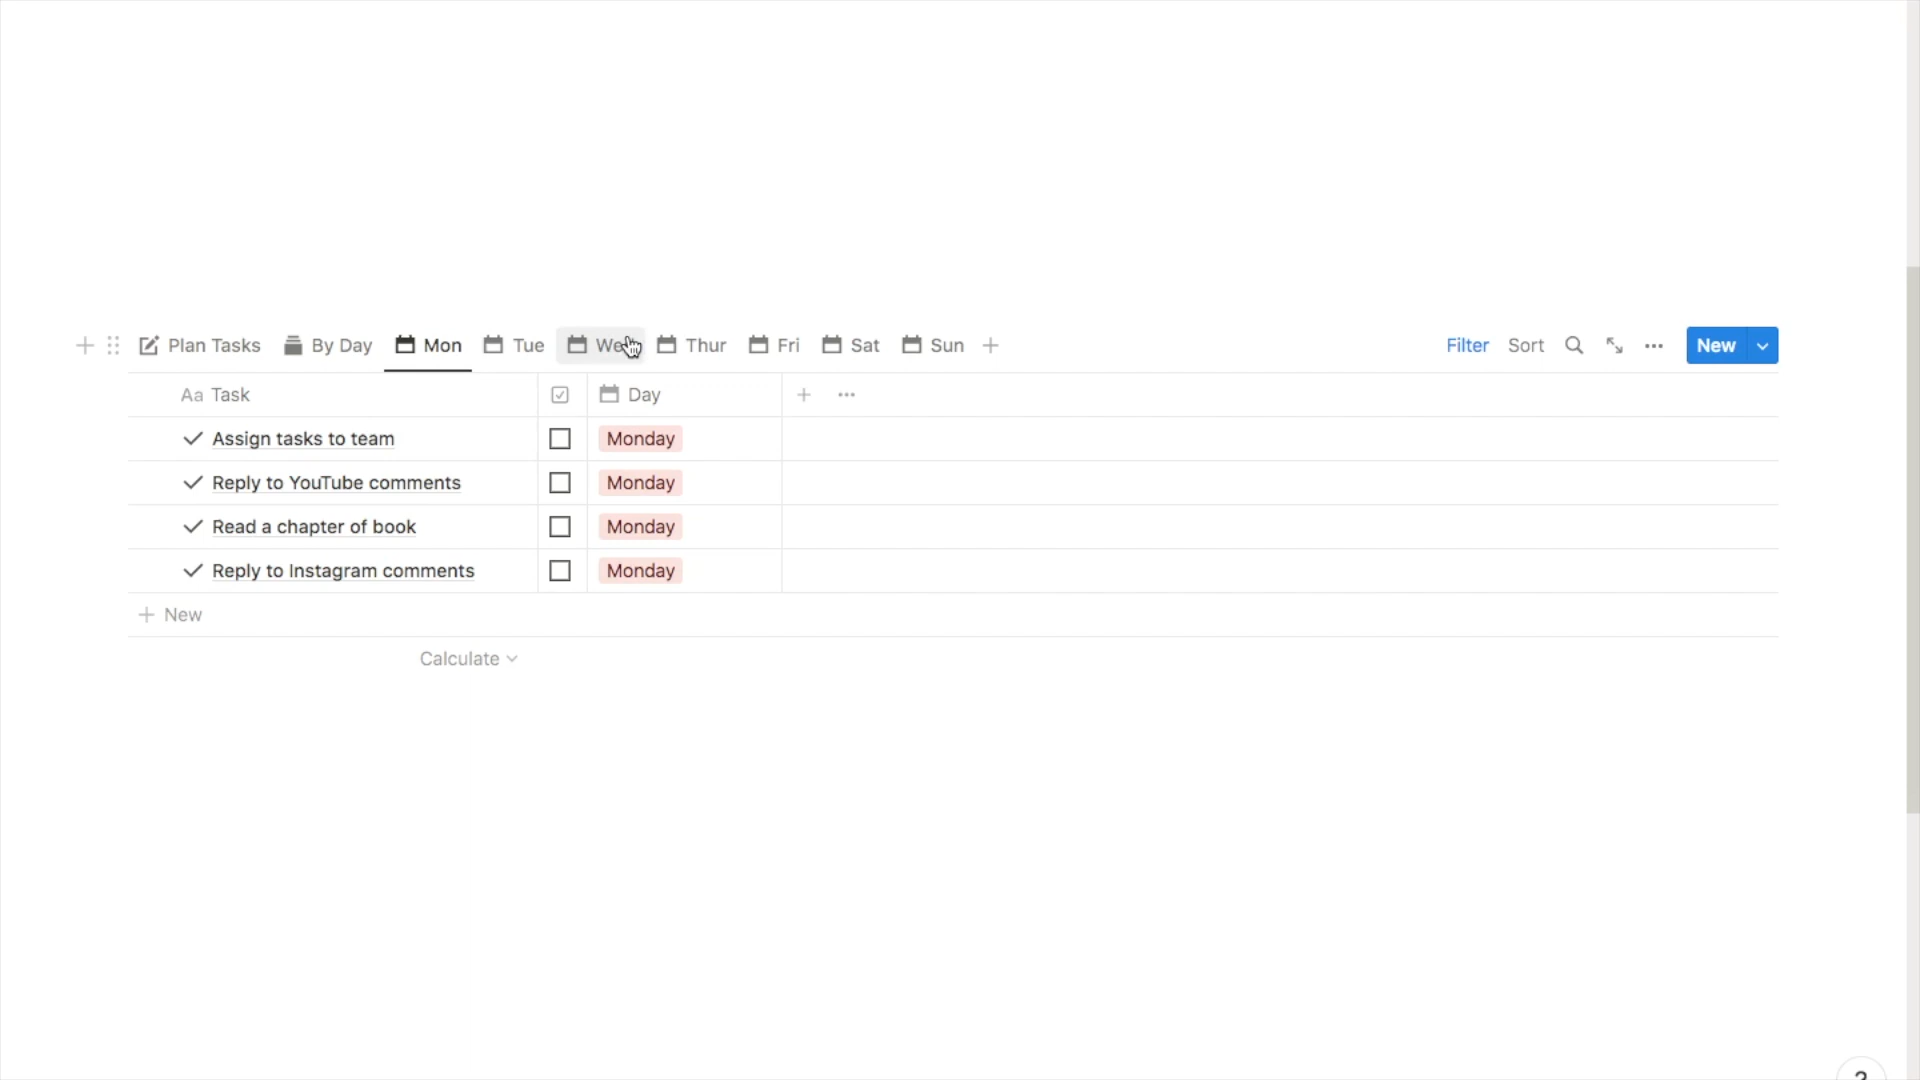 Plan Tasks By Day Mon Tue Thur Fri Sat Sun Filter Sort New
Aa Task Day
Assign tasks to team Monday
Reply to YouTube comments Monday
Read a chapter of book Monday
Reply to Instagram comments Monday
New
Calculate